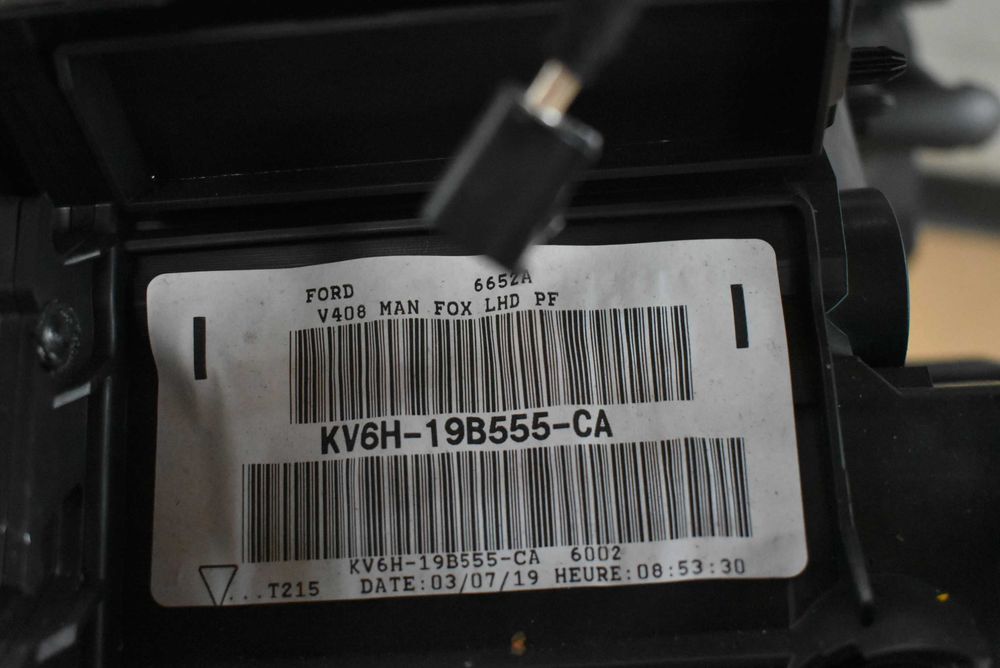 FORD 6652A
V408 MAN FOX LHD PF
KV6H-19B555-CA
KV6H-19B555-CA 6002
...T215 DATE:03/07/19 HEURE:08:53:30